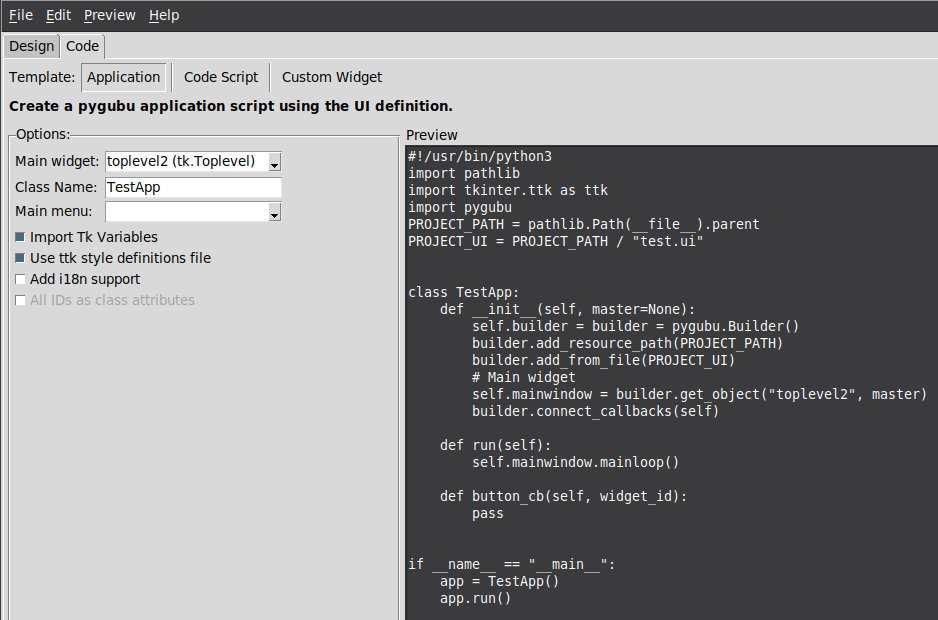 File Edit Preview Help
Design Code
Template: Application Code Script Custom Widget
Create a pygubu application script using the UI definition.
Options:
Main widget: toplevel2 (tk.Toplevel)
Class Name: TestApp
Main menu:
Import Tk Variables
Use ttk style definitions file
Add i18n support
All IDs as class attributes
Preview
#!/usr/bin/python3
import pathlib
import tkinter.ttk as ttk
import pygubu
PROJECT_PATH = pathlib.Path(__file__).parent
PROJECT_UI = PROJECT_PATH / "test.ui"
class TestApp:
    def __init__(self, master=None):
        self.builder = builder = pygubu.Builder()
        builder.add_resource_path(PROJECT_PATH)
        builder.add_from_file(PROJECT_UI)
        # Main widget
        self.mainwindow = builder.get_object("toplevel2", master)
        builder.connect_callbacks(self)
    def run(self):
        self.mainwindow.mainloop()
    def button_cb(self, widget_id):
        pass
if __name__ == "__main__":
    app = TestApp()
    app.run()